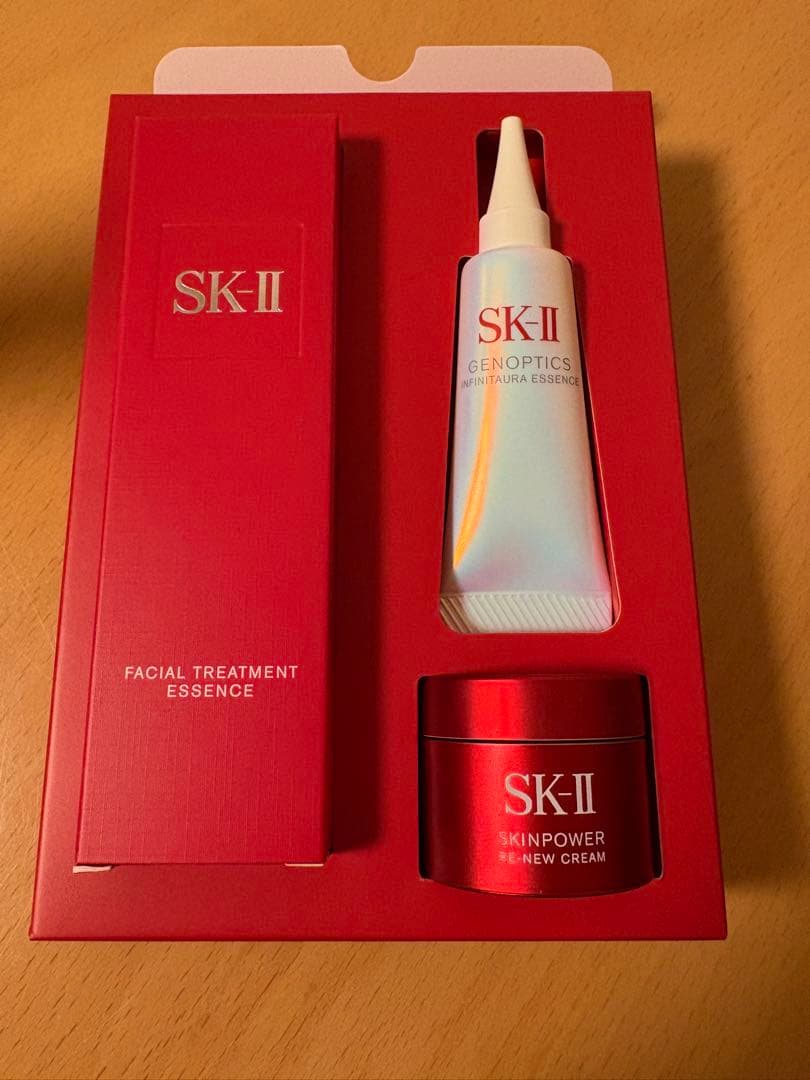 SK-II
FACIAL TREATMENT
ESSENCE
SK-II
GENOPTICS
INFINITAURA ESSENCE
SK-II
SKINPOWER
RE-NEW CREAM